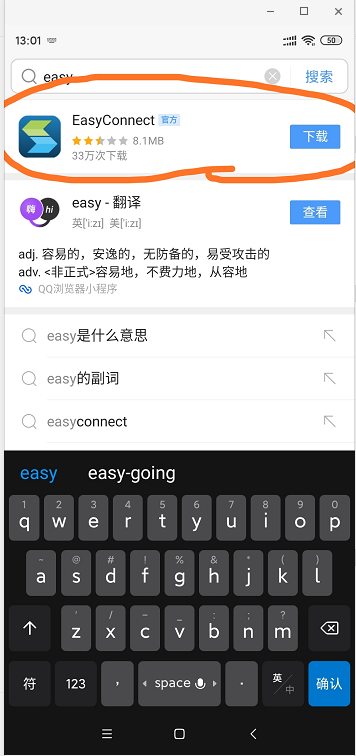 13:01 50
easy 搜索
EasyConnect 官方
8.1MB
33万次下载
下载
嗨 hi
easy - 翻译
英['i:zɪ] 美['i:zɪ]
查看
adj. 容易的，安逸的，无防备的，易受攻击的
adv. <非正式>容易地，不费力地，从容地
QQ浏览器小程序
easy是什么意思
easy的副词
easyconnect
easy easy-going
1 2 3 4 5 6 7 8 9 0
q w e r t y u i o p
~ @ # ! % & * ( )
a s d f g h j k l
' / – _ : ; ?
z x c v b n m
符 123 ， space . 英/中 确认